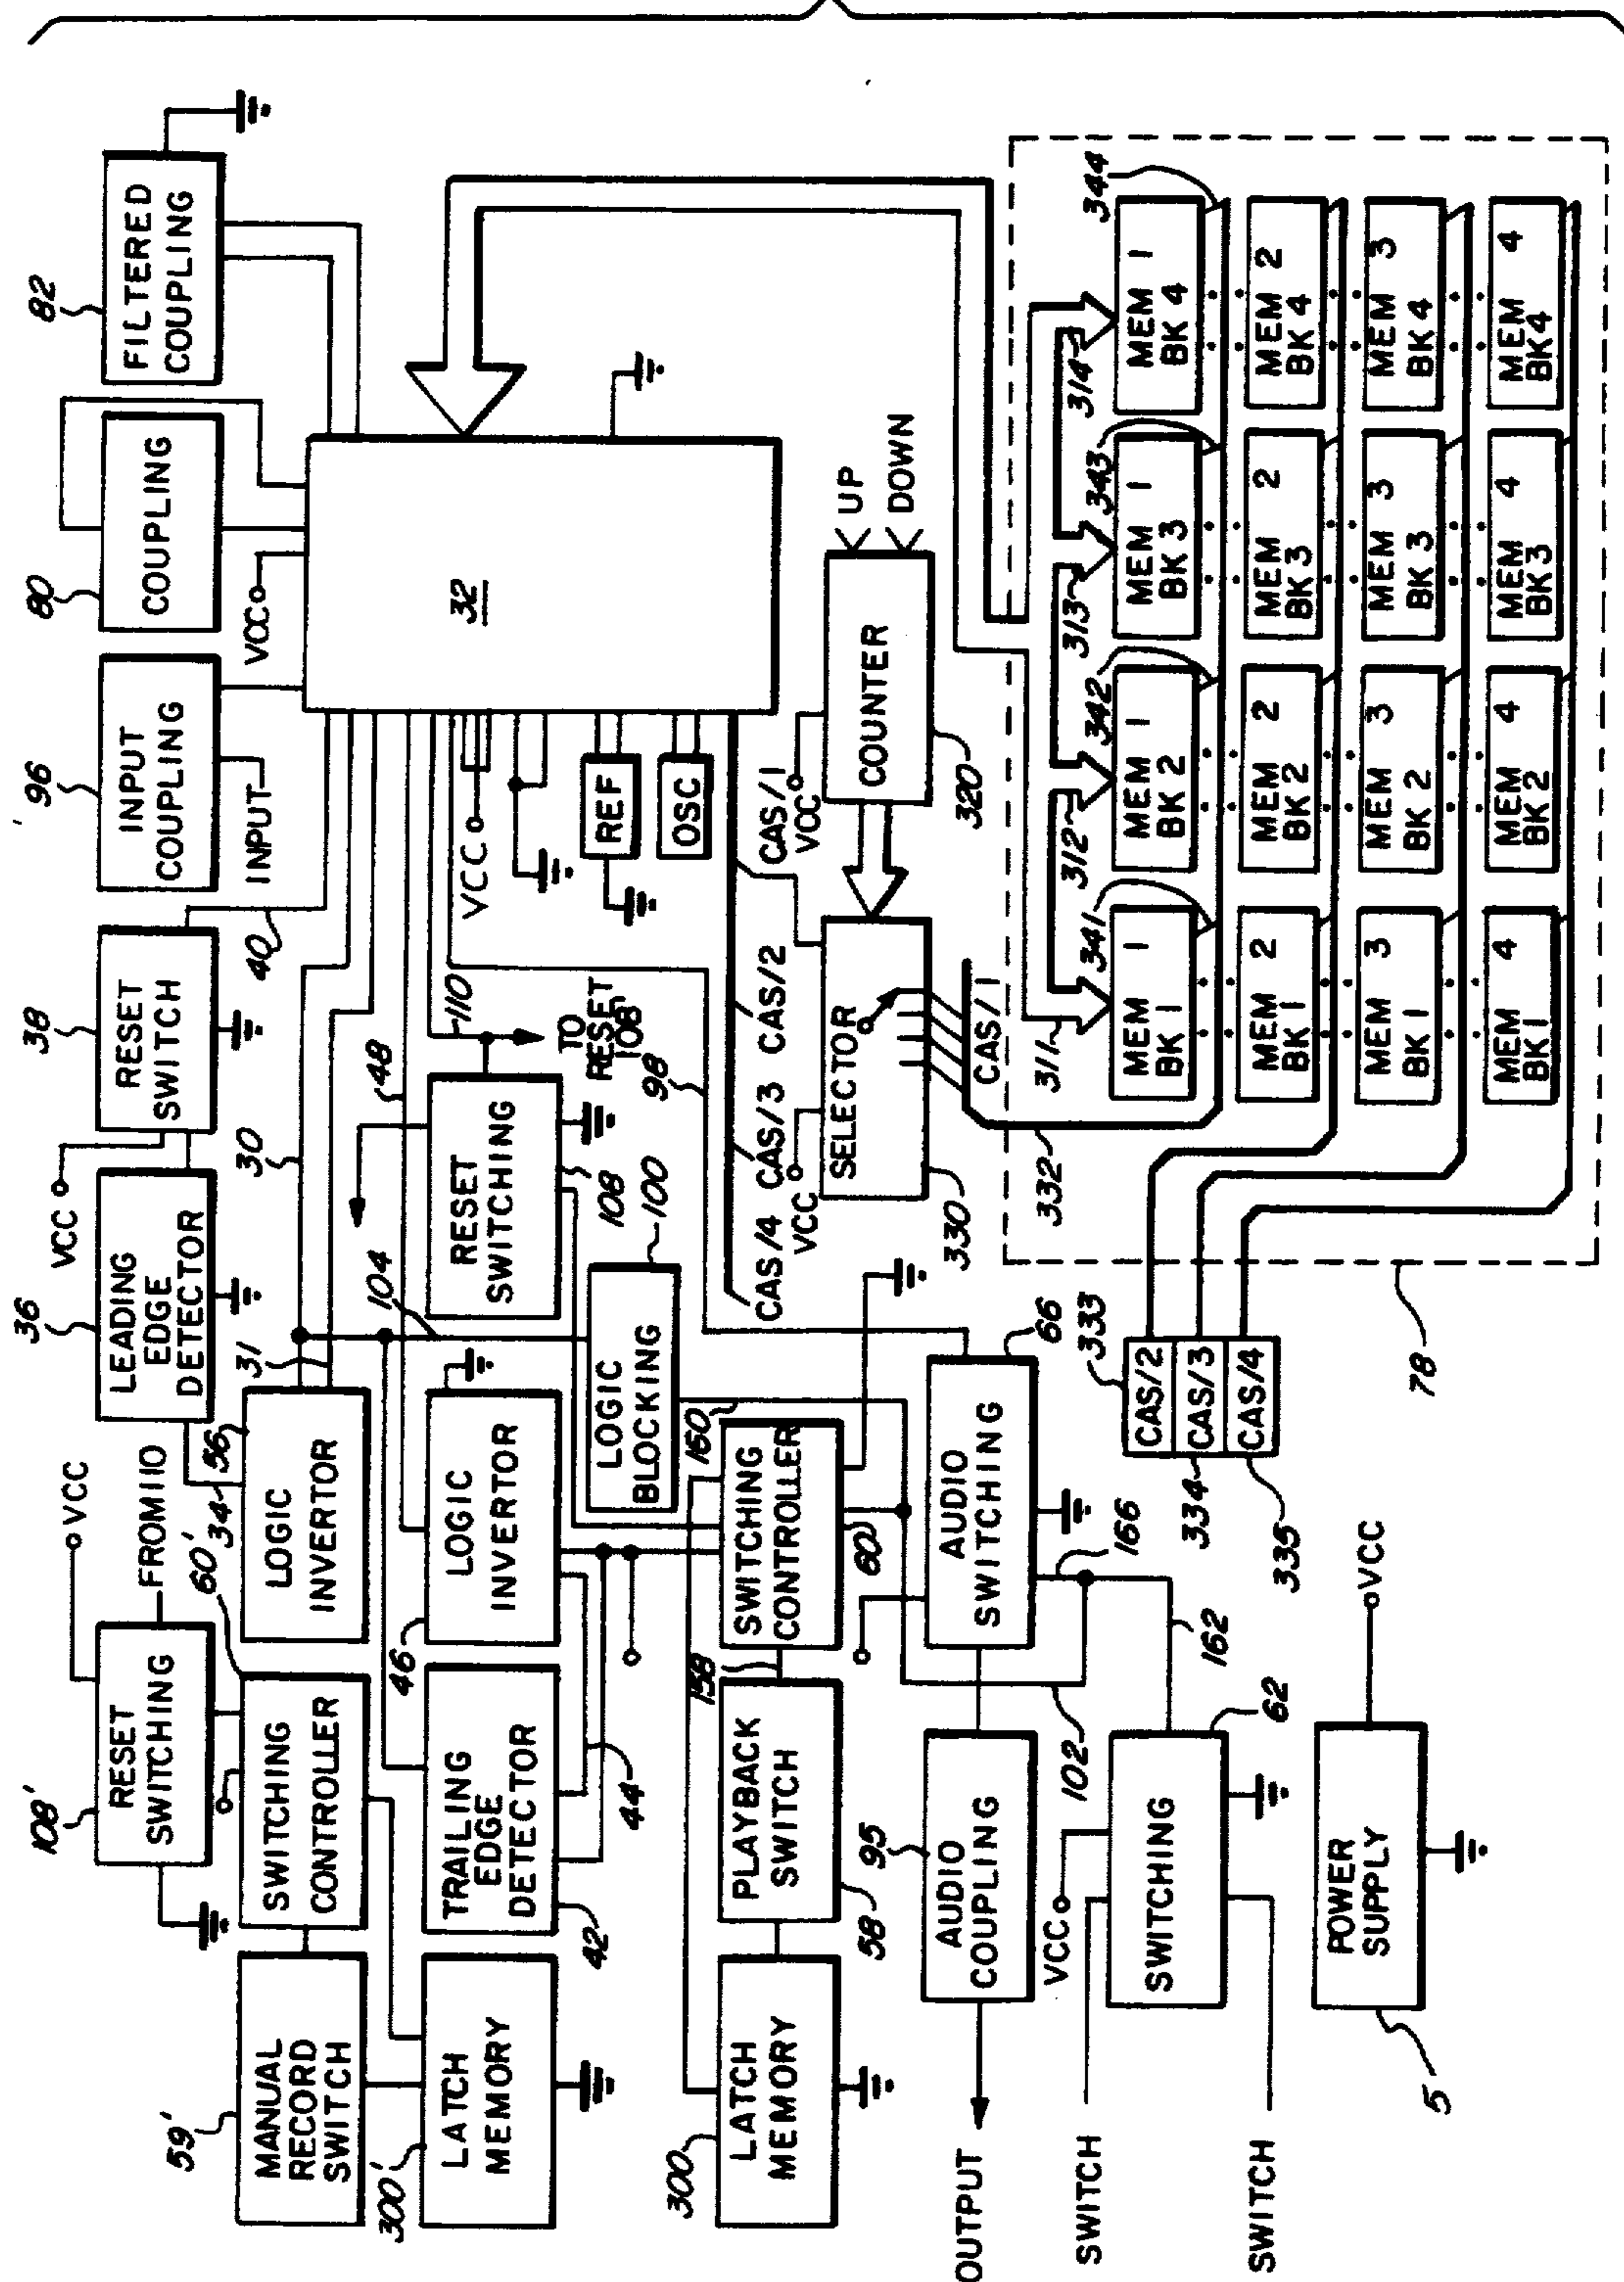 59'
MANUAL
RECORD
SWITCH
108'
RESET
SWITCHING
VCC
FROM 110
60'
SWITCHING
CONTROLLER
300'
LATCH
MEMORY
34
56
LOGIC
INVERTOR
36
LEADING
EDGE
DETECTOR
VCC
38
RESET
SWITCH
40
96
INPUT
COUPLING
INPUT
80
COUPLING
VCC
82
FILTERED
COUPLING
31
30
32
42
TRAILING
EDGE
DETECTOR
44
46
LOGIC
INVERTOR
104
48
RESET
SWITCHING
108
110
TO
RESET
108'
VCC
REF
OSC
100
LOGIC
BLOCKING
98
300
LATCH
MEMORY
58
PLAYBACK
SWITCH
158
SWITCHING
CONTROLLER
160
60
CAS/4
CAS/3
CAS/2
CAS/1
VCC
SELECTOR
330
VCC
COUNTER
320
UP
DOWN
OUTPUT
95
AUDIO
COUPLING
AUDIO
SWITCHING
66
102
166
162
SWITCH
SWITCH
VCC
SWITCHING
62
5
POWER
SUPPLY
VCC
333
CAS/2
334
CAS/3
335
CAS/4
78
332
CAS/1
311
312
313
314
341
342
343
344
MEM 1
BK 1
MEM 1
BK 2
MEM 1
BK 3
MEM 1
BK 4
MEM 2
BK 1
MEM 2
BK 2
MEM 2
BK 3
MEM 2
BK 4
MEM 3
BK 1
MEM 3
BK 2
MEM 3
BK 3
MEM 3
BK 4
MEM 4
BK 1
MEM 4
BK 2
MEM 4
BK 3
MEM 4
BK 4